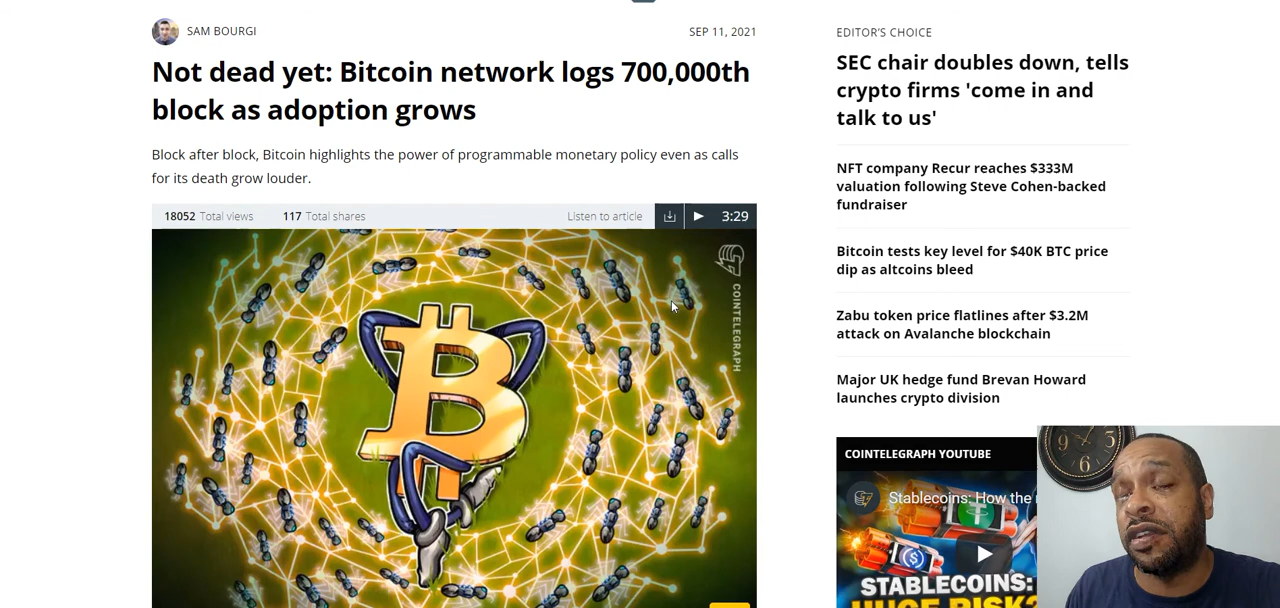 SAM BOURGI
SEP 11, 2021
Not dead yet: Bitcoin network logs 700,000th
block as adoption grows
Block after block, Bitcoin highlights the power of programmable monetary policy even as calls
for its death grow louder.
18052 Total views 117 Total shares Listen to article 3:29
COINTELEGRAPH
EDITOR'S CHOICE
SEC chair doubles down, tells
crypto firms 'come in and
talk to us'
NFT company Recur reaches $333M
valuation following Steve Cohen-backed
fundraiser
Bitcoin tests key level for $40K BTC price
dip as altcoins bleed
Zabu token price flatlines after $3.2M
attack on Avalanche blockchain
Major UK hedge fund Brevan Howard
launches crypto division
COINTELEGRAPH YOUTUBE
Stablecoins: How the
STABLECOINS:
HUGE RISK?
9 3
6